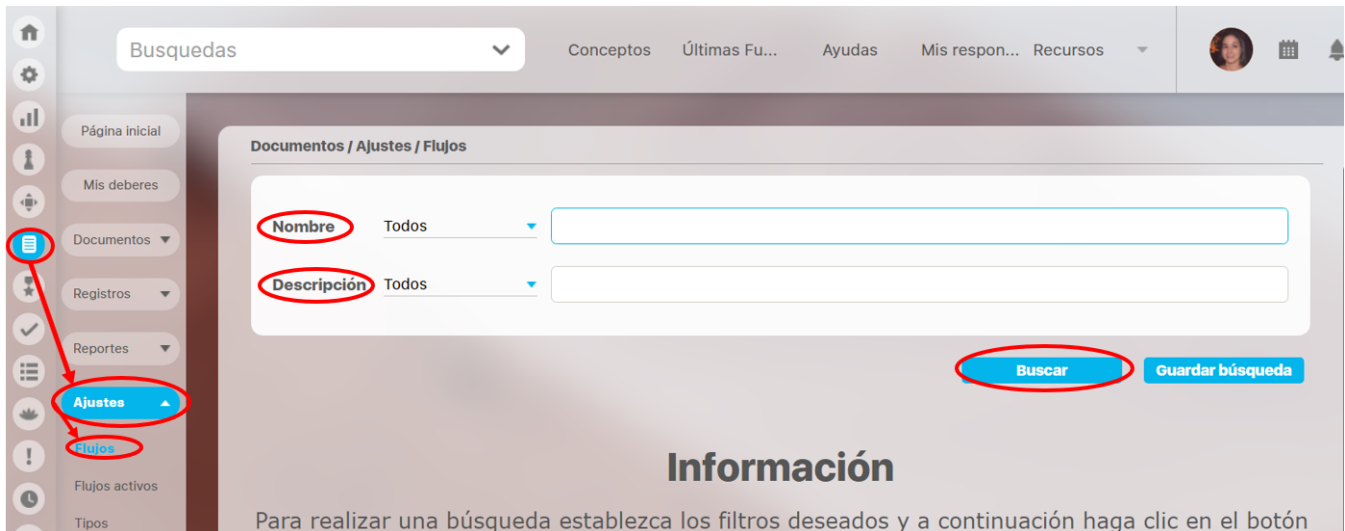 Busquedas
Conceptos Últimas Fu... Ayudas Mis respon... Recursos
Página inicial
Mis deberes
Documentos
Registros
Reportes
Ajustes
Flujos
Flujos activos
Tipos
Documentos / Ajustes / Flujos
Nombre Todos
Descripción Todos
Buscar Guardar búsqueda
Información
Para realizar una búsqueda establezca los filtros deseados y a continuación haga clic en el botón